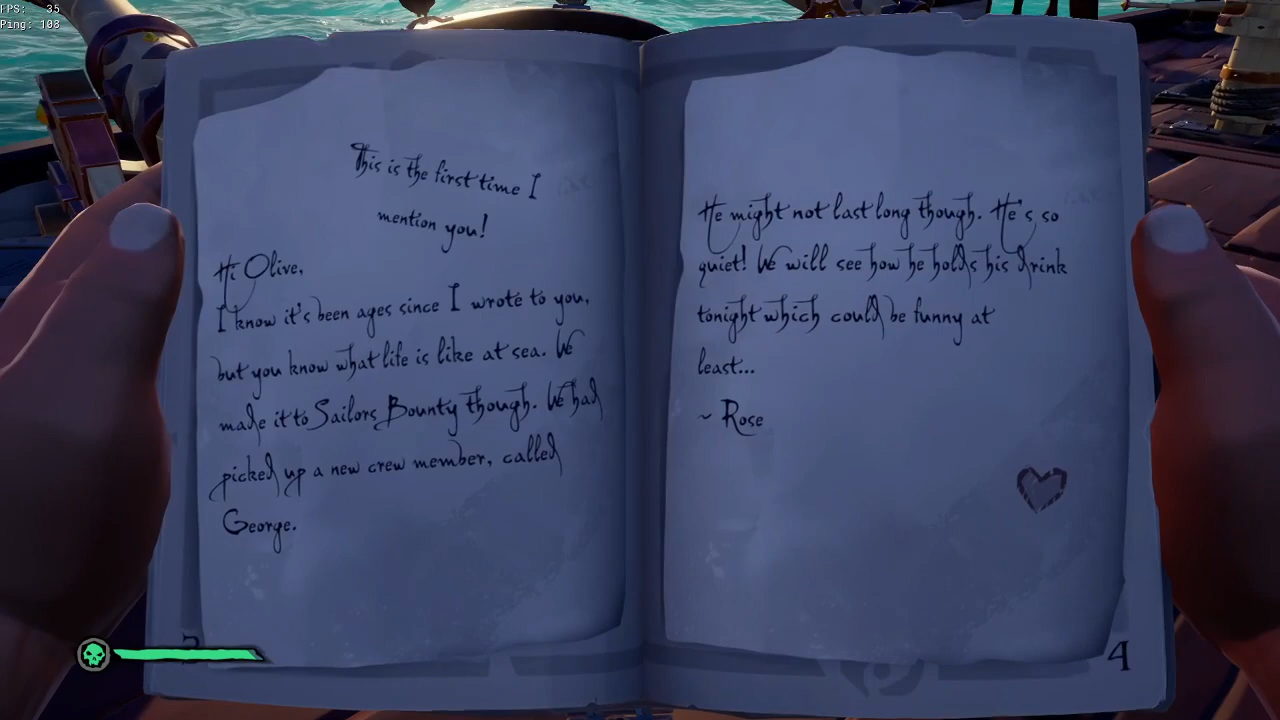 FPS: 35
Ping: 108
This is the first time I
mention you!
Hi Olive,
I know it's been ages since I wrote to you,
but you know what life is like at sea. We
made it to Sailors Bounty though. We had
picked up a new crew member, called
George.
He might not last long though. He's so
quiet! We will see how he holds his drink
tonight which could be funny at
least...
~ Rose
4